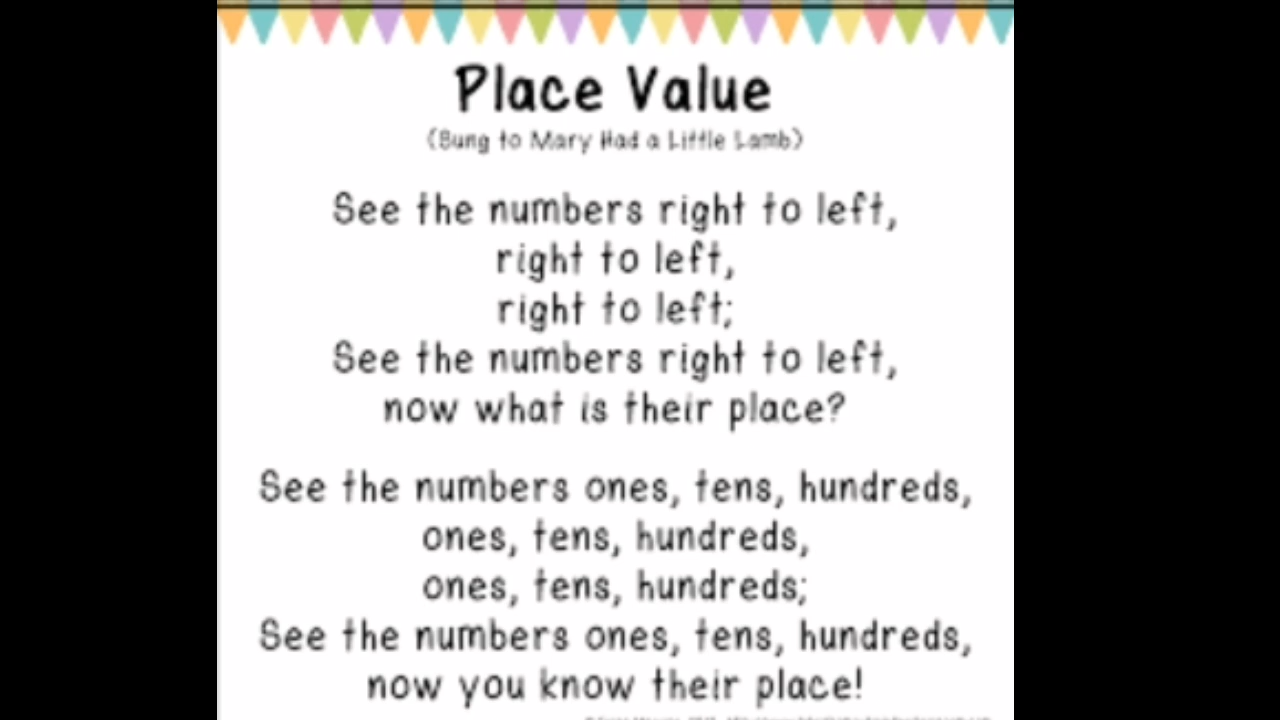 Place Value
(Sung to Mary Had a Little Lamb)
See the numbers right to left,
right to left,
right to left;
See the numbers right to left,
now what is their place?
See the numbers ones, tens, hundreds,
ones, tens, hundreds,
ones, tens, hundreds;
See the numbers ones, tens, hundreds,
now you know their place!